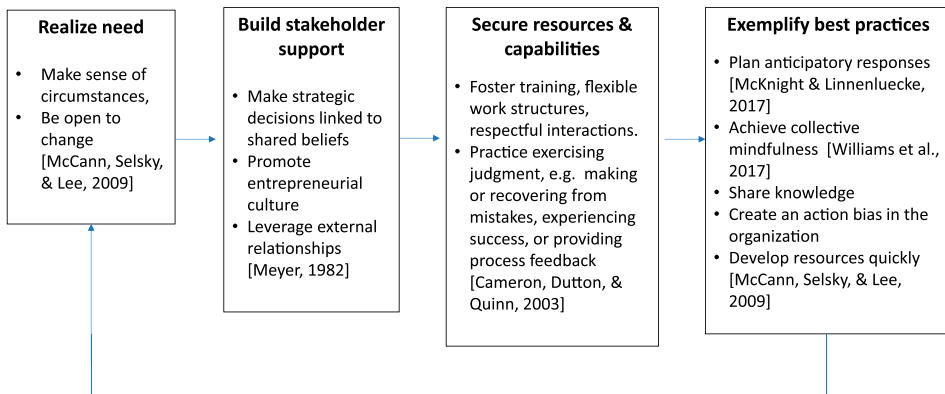 Realize need
• Make sense of
circumstances,
• Be open to
change
[McCann, Selsky,
& Lee, 2009]
Build stakeholder
support
• Make strategic
decisions linked to
shared beliefs
• Promote
entrepreneurial
culture
• Leverage external
relationships
[Meyer, 1982]
Secure resources &
capabilities
• Foster training, flexible
work structures,
respectful interactions.
• Practice exercising
judgment, e.g.  making
or recovering from
mistakes, experiencing
success, or providing
process feedback
[Cameron, Dutton, &
Quinn, 2003]
Exemplify best practices
• Plan anticipatory responses
[McKnight & Linnenluecke,
2017]
• Achieve collective
mindfulness  [Williams et al.,
2017]
• Share knowledge
• Create an action bias in the
organization
• Develop resources quickly
[McCann, Selsky, & Lee,
2009]